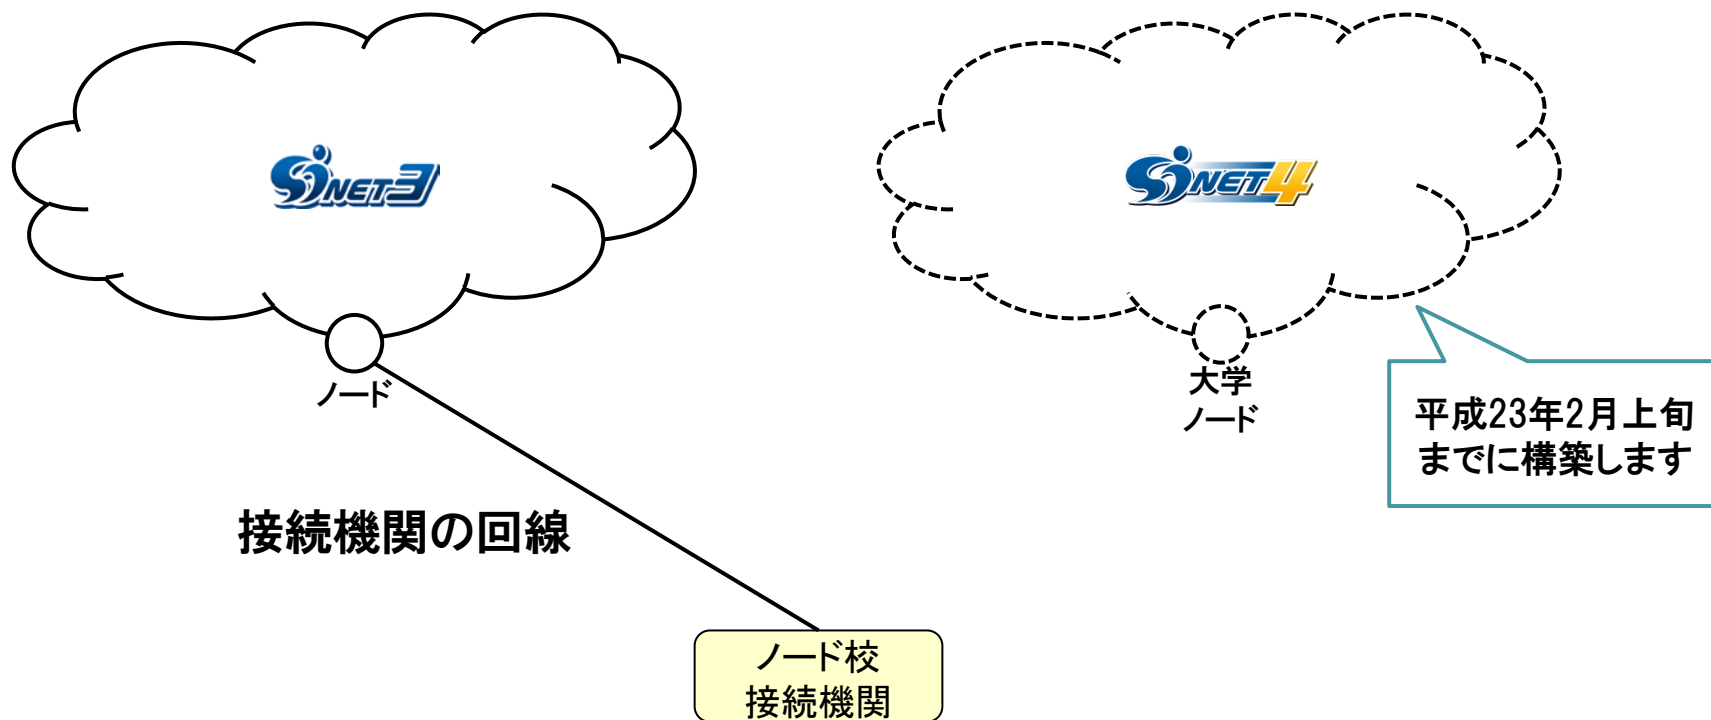 SINET3
SINET4
ノード
大学
ノード
平成23年2月上旬
までに構築します
接続機関の回線
ノード校
接続機関